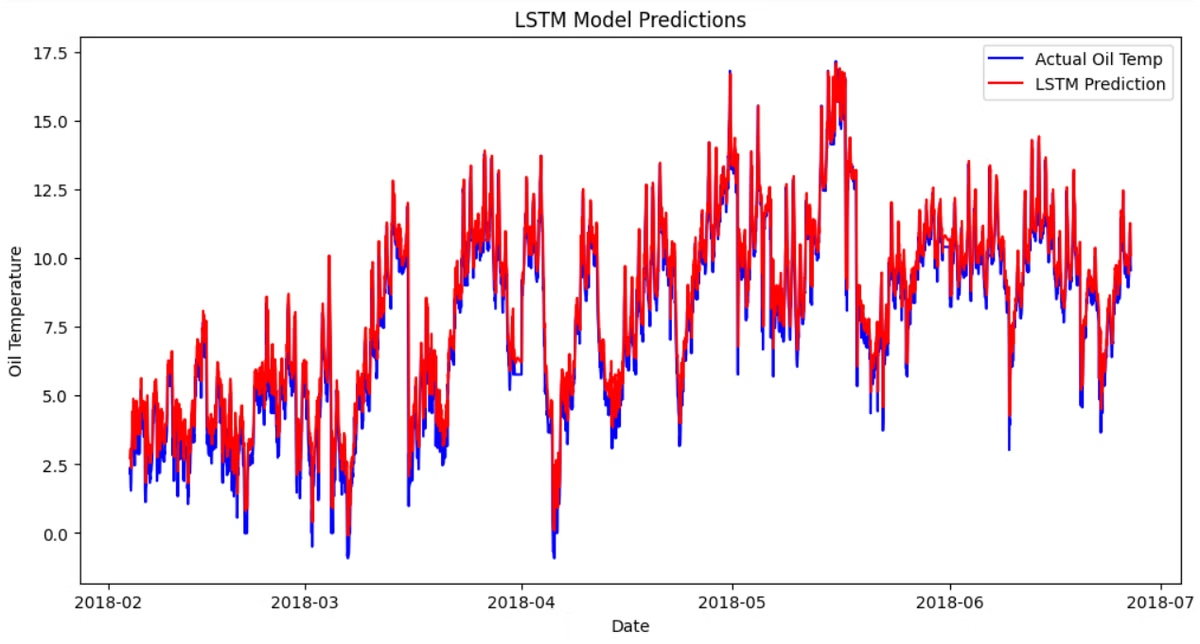 LSTM Model Predictions
17.5
15.0
12.5
10.0
7.5
5.0
2.5
0.0
Oil Temperature
Actual Oil Temp
LSTM Prediction
2018-02 2018-03 2018-04 2018-05 2018-06 2018-07
Date